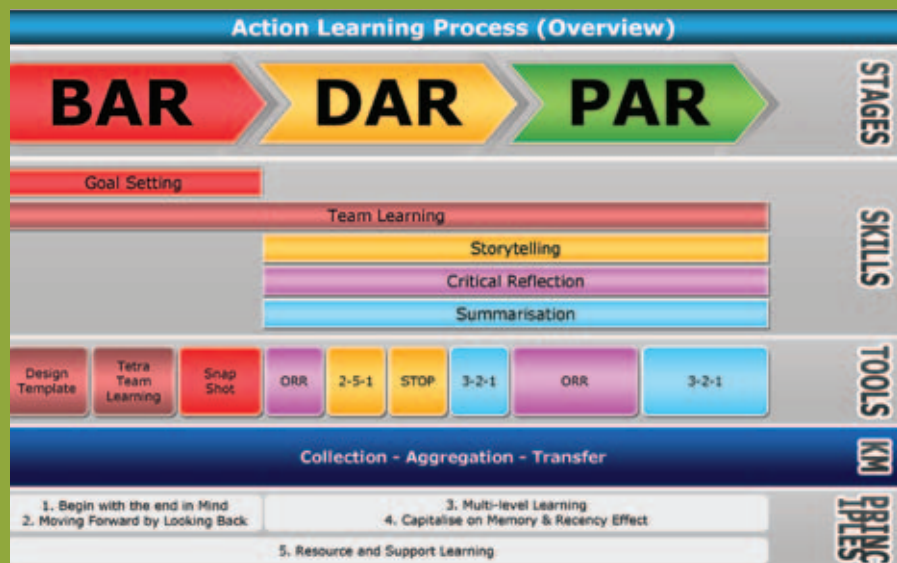 Action Learning Process (Overview)
BAR
DAR
PAR
STAGES
Goal Setting
Team Learning
Storytelling
Critical Reflection
Summarisation
SKILLS
Design
Template
Tetra
Team
Learning
Snap
Shot
ORR
2-5-1
STOP
3-2-1
ORR
3-2-1
TOOLS
Collection - Aggregation - Transfer
KM
1. Begin with the end in Mind
2. Moving Forward by Looking Back
3. Multi-level Learning
4. Capitalise on Memory & Recency Effect
5. Resource and Support Learning
PRINC
IPLES